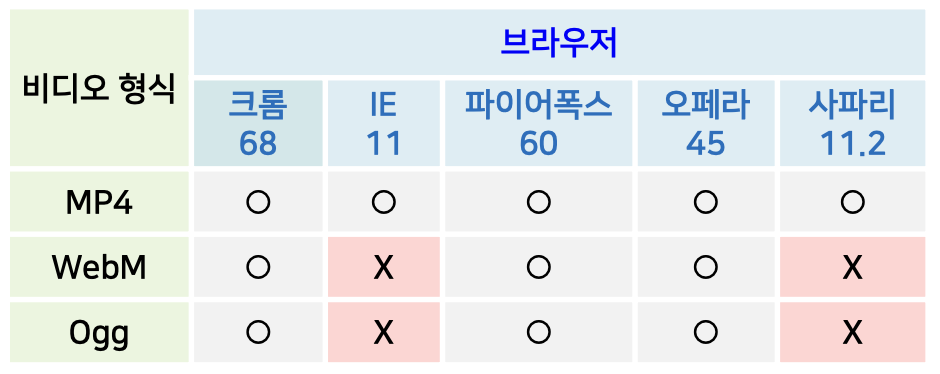 브라우저
비디오 형식
크롬 IE 파이어폭스 오페라 사파리
68 11 60 45 11.2
MP4 O O O O O
WebM O X O O X
Ogg O X O O X